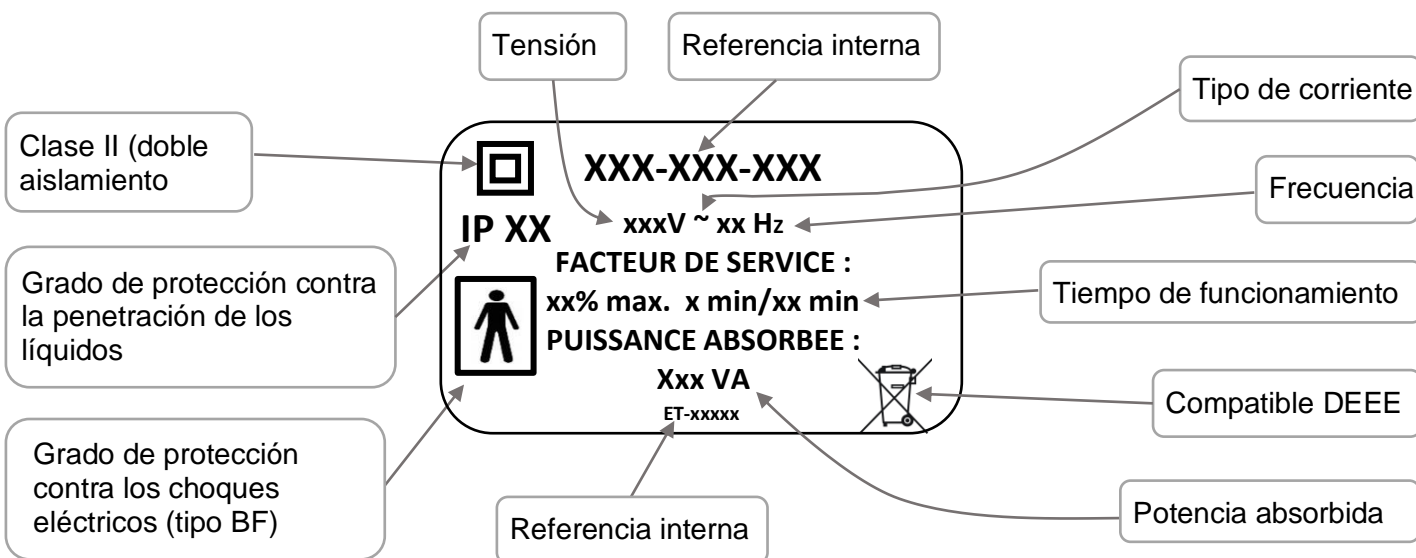 Tensión
Referencia interna
Tipo de corriente
Clase II (doble
aislamiento
XXX-XXX-XXX
Frecuencia
IP XX
xxxV ~ xx Hz
FACTEUR DE SERVICE :
Grado de protección contra
la penetración de los
líquidos
xx% max. x min/xx min
Tiempo de funcionamiento
PUISSANCE ABSORBEE :
Xxx VA
ET-xxxxx
Compatible DEEE
Grado de protección
contra los choques
eléctricos (tipo BF)
Referencia interna
Potencia absorbida